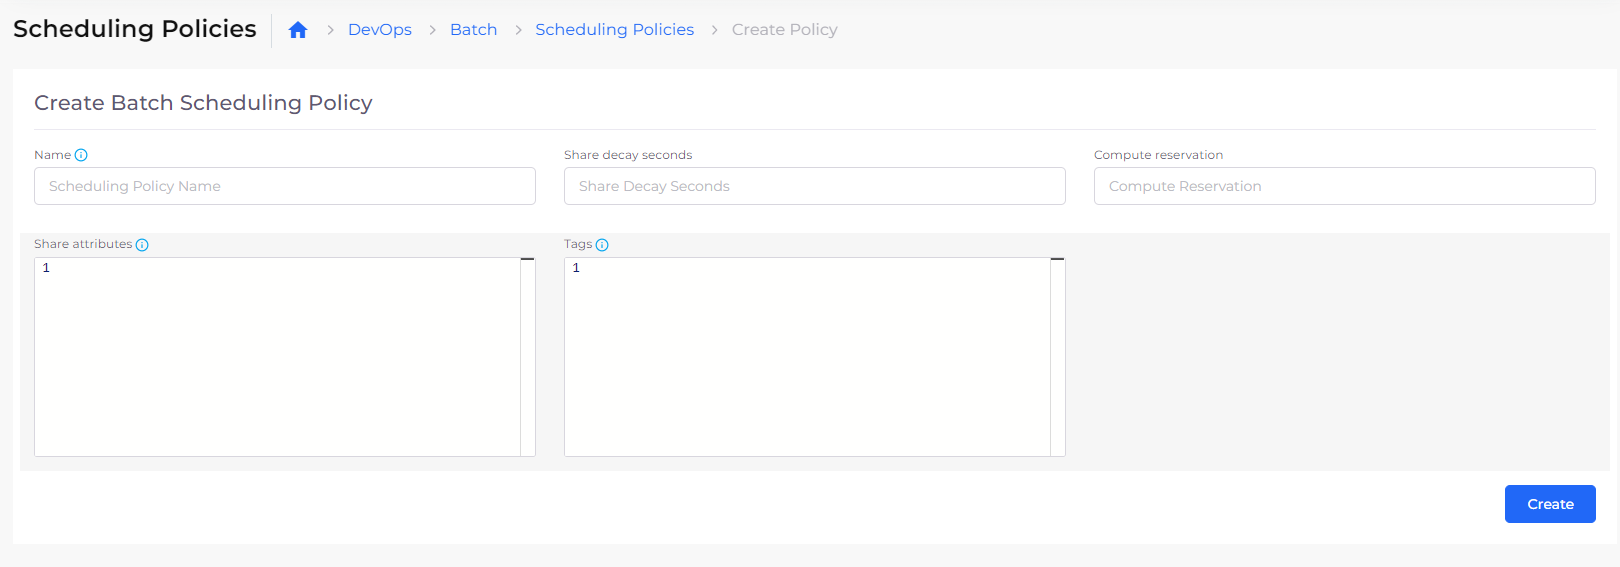 Scheduling Policies
DevOps > Batch > Scheduling Policies > Create Policy
Create Batch Scheduling Policy
Name
Share decay seconds
Compute reservation
Scheduling Policy Name
Share Decay Seconds
Compute Reservation
Share attributes
Tags
1
1
Create